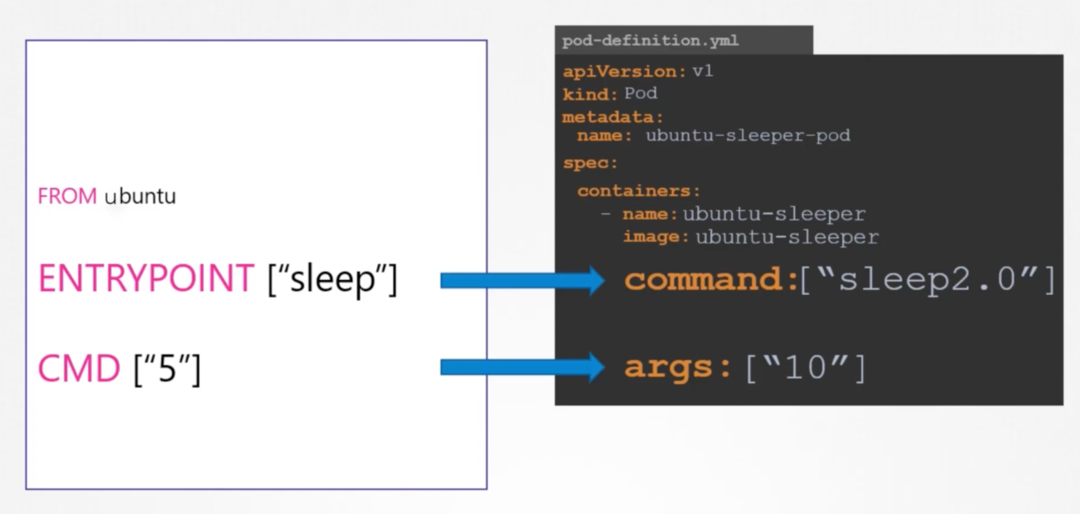 FROM ubuntu
ENTRYPOINT [“sleep”]
CMD [“5”]
pod-definition.yml
apiVersion: v1
kind: Pod
metadata:
name: ubuntu-sleeper-pod
spec:
containers:
- name: ubuntu-sleeper
image: ubuntu-sleeper
command:[“sleep2.0”]
args: [“10”]